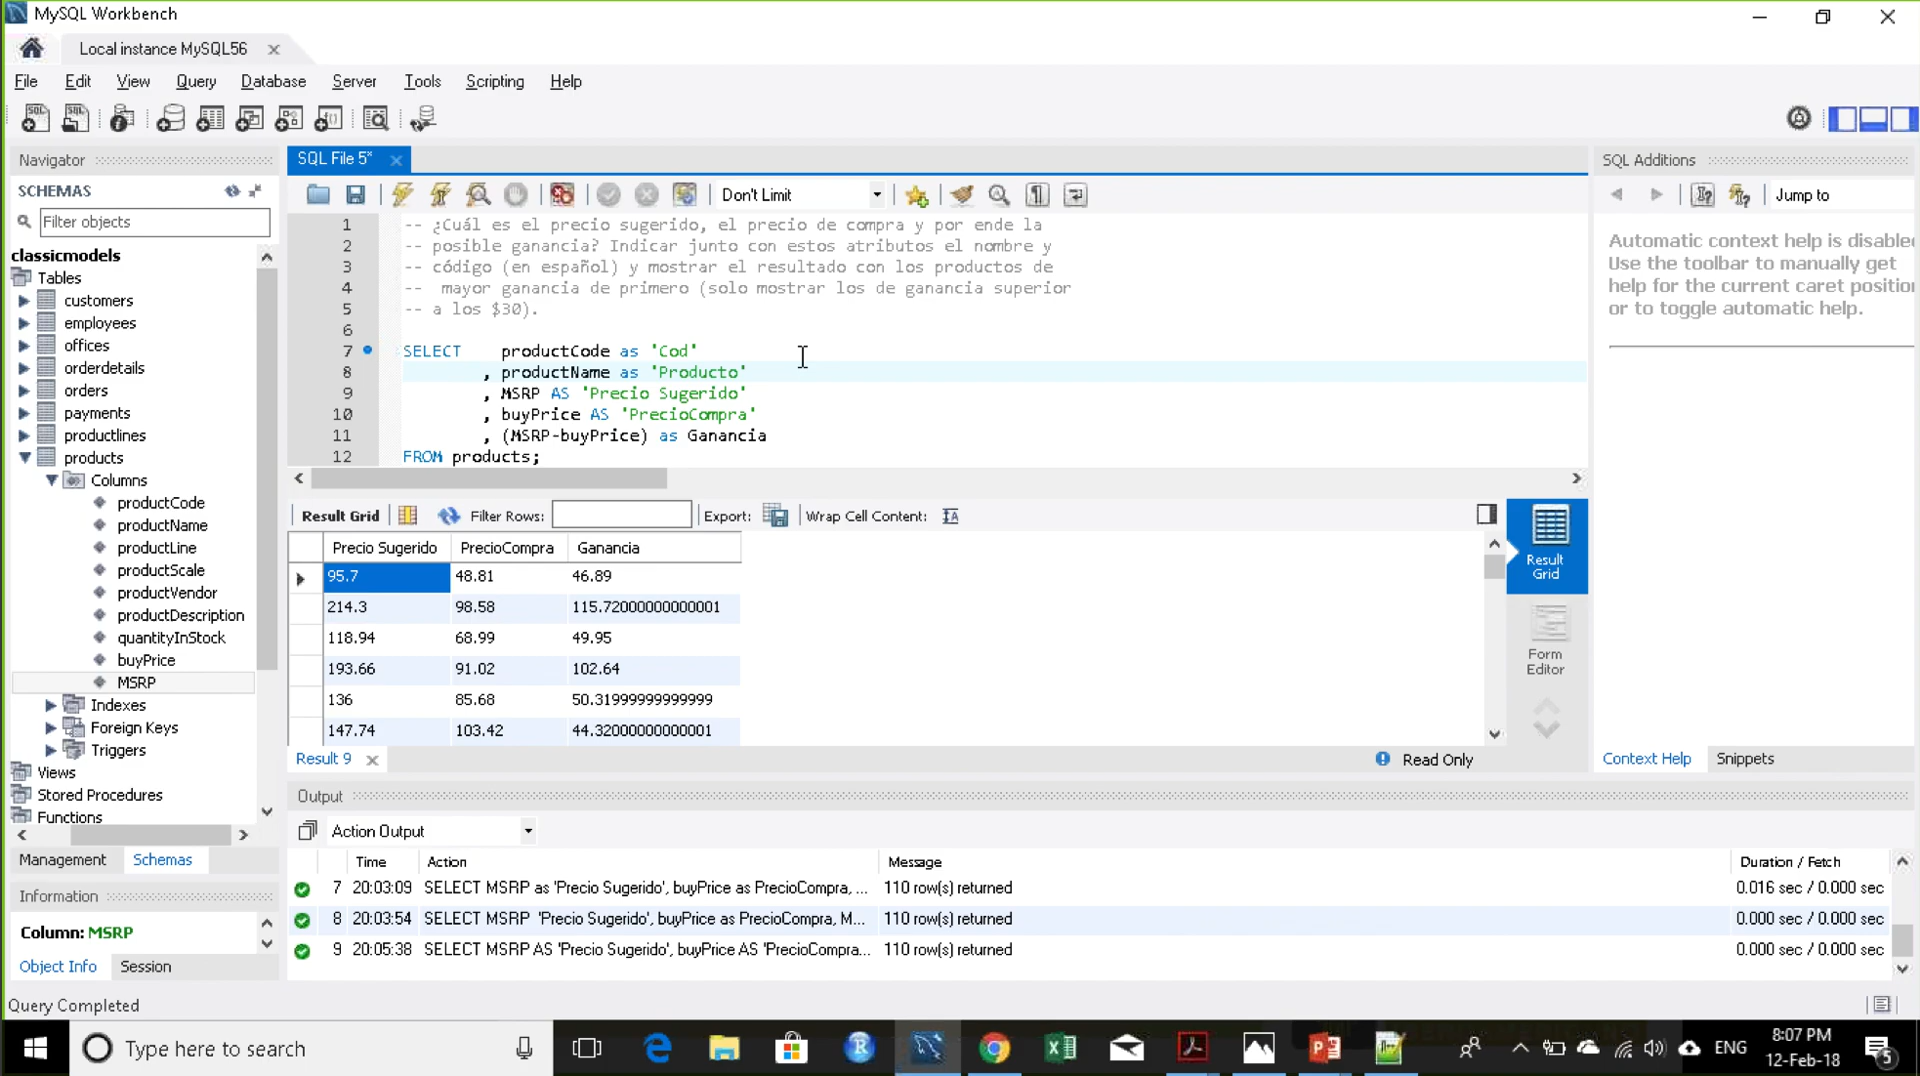 MySQL Workbench
Local instance MySQL56
File Edit View Query Database Server Tools Scripting Help
Navigator
SQL File 5*
SQL Additions
SCHEMAS
Don't Limit
Jump to
Filter objects
classicmodels
Tables
customers
employees
offices
orderdetails
orders
payments
productlines
products
Columns
productCode
productName
productLine
productScale
productVendor
productDescription
quantityInStock
buyPrice
MSRP
Indexes
Foreign Keys
Triggers
Views
Stored Procedures
Functions
Management Schemas
Information
Column: MSRP
Object Info Session
1 -- ¿Cuál es el precio sugerido, el precio de compra y por ende la
2 -- posible ganancia? Indicar junto con estos atributos el nombre y
3 -- código (en español) y mostrar el resultado con los productos de
4 --  mayor ganancia de primero (solo mostrar los de ganancia superior
5 -- a los $30).
6
7 SELECT productCode as 'Cod'
8 , productName as 'Producto'
9 , MSRP AS 'Precio Sugerido'
10 , buyPrice AS 'PrecioCompra'
11 , (MSRP-buyPrice) as Ganancia
12 FROM products;
Automatic context help is disabled
Use the toolbar to manually get
help for the current caret position
or to toggle automatic help.
Result Grid Filter Rows: Export: Wrap Cell Content:
Precio Sugerido PrecioCompra Ganancia
95.7 48.81 46.89
214.3 98.58 115.72000000000001
118.94 68.99 49.95
193.66 91.02 102.64
136 85.68 50.31999999999999
147.74 103.42 44.32000000000001
Result
Grid
Form
Editor
Result 9
Read Only
Context Help Snippets
Output
Action Output
Time Action Message Duration / Fetch
7 20:03:09 SELECT MSRP as 'Precio Sugerido', buyPrice as PrecioCompra, ... 110 row(s) returned 0.016 sec / 0.000 sec
8 20:03:54 SELECT MSRP  'Precio Sugerido', buyPrice as PrecioCompra, M... 110 row(s) returned 0.000 sec / 0.000 sec
9 20:05:38 SELECT MSRP AS 'Precio Sugerido', buyPrice AS 'PrecioCompra... 110 row(s) returned 0.000 sec / 0.000 sec
Query Completed
Type here to search
ENG
8:07 PM
12-Feb-18
5